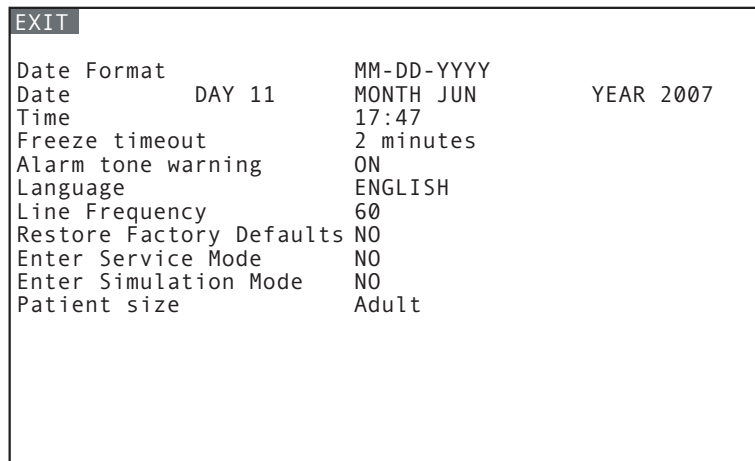 EXIT
Date Format MM-DD-YYYY
Date DAY 11 MONTH JUN YEAR 2007
Time 17:47
Freeze timeout 2 minutes
Alarm tone warning ON
Language ENGLISH
Line Frequency 60
Restore Factory Defaults NO
Enter Service Mode NO
Enter Simulation Mode NO
Patient size Adult